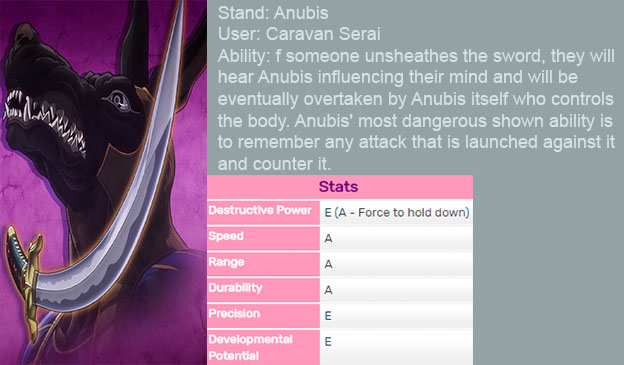 Stand: Anubis
User: Caravan Serai
Ability: f someone unsheathes the sword, they will
hear Anubis influencing their mind and will be
eventually overtaken by Anubis itself who controls
the body. Anubis' most dangerous shown ability is
to remember any attack that is launched against it
and counter it.
Stats
Destructive Power E (A - Force to hold down)
Speed A
Range A
Durability A
Precision E
Developmental
Potential E